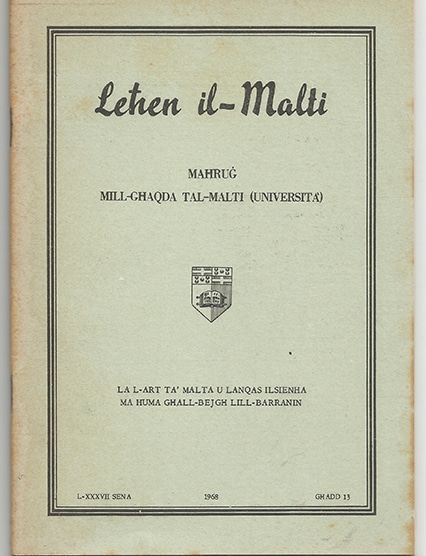 Leħen il-Malti
MAĦRUĠ
MILL-GĦAQDA TAL-MALTI (UNIVERSITÀ)
LA L-ART TA' MALTA U LANQAS ILSIENHA
MA HUMA GĦALL-BEJGĦ LILL-BARRANIN
L-XXXVII SENA 1968 GĦADD 13